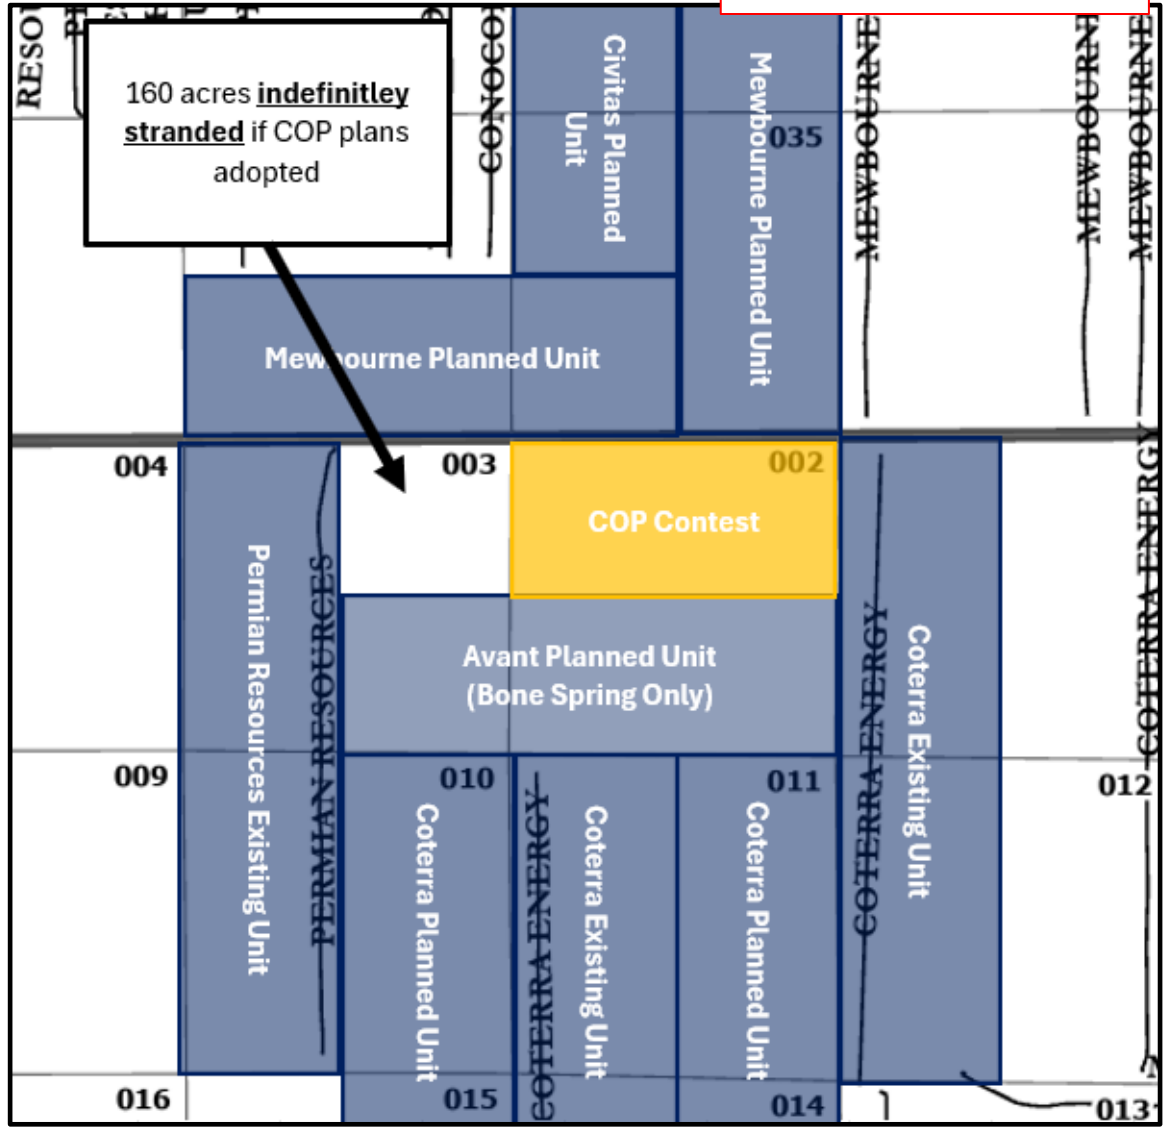 RESO
160 acres indefinitley
stranded if COP plans
adopted
CONOCO
Civitas Planned
Unit
Mewbourne Planned Unit
035
MEWBOURNE
MEWBOURN
MEWBOURNE
Mewbourne Planned Unit
004
003
002
COP Contest
Permian Resources Existing Unit
PERMIAN RESOURCES
Avant Planned Unit
(Bone Spring Only)
COTERRA ENERGY
Coterra Existing Unit
COTERRA ENERGY
009
010
011
012
Coterra Planned Unit
COTERRA ENERGY
Coterra Existing Unit
Coterra Planned Unit
016
015
014
013